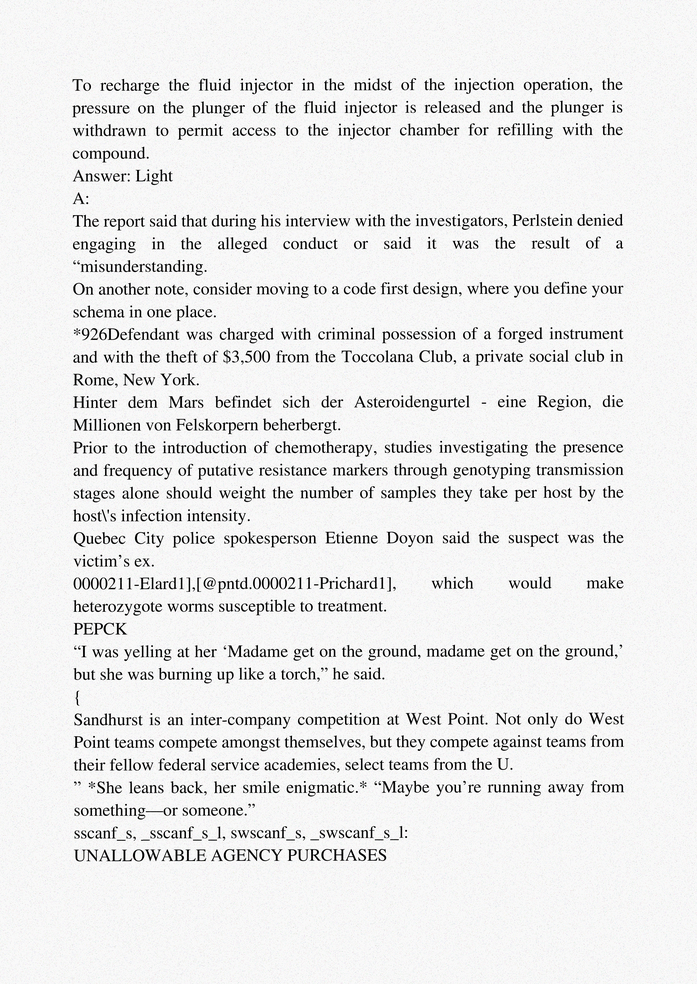 To recharge the fluid injector in the midst of the injection operation, the
pressure on the plunger of the fluid injector is released and the plunger is
withdrawn to permit access to the injector chamber for refilling with the
compound.
Answer: Light
A:
The report said that during his interview with the investigators, Perlstein denied
engaging in the alleged conduct or said it was the result of a
“misunderstanding.
On another note, consider moving to a code first design, where you define your
schema in one place.
*926Defendant was charged with criminal possession of a forged instrument
and with the theft of $3,500 from the Toccolana Club, a private social club in
Rome, New York.
Hinter dem Mars befindet sich der Asteroidengurtel - eine Region, die
Millionen von Felskorpern beherbergt.
Prior to the introduction of chemotherapy, studies investigating the presence
and frequency of putative resistance markers through genotyping transmission
stages alone should weight the number of samples they take per host by the
host\'s infection intensity.
Quebec City police spokesperson Etienne Doyon said the suspect was the
victim’s ex.
0000211-Elard1],[@pntd.0000211-Prichard1], which would make
heterozygote worms susceptible to treatment.
PEPCK
“I was yelling at her ‘Madame get on the ground, madame get on the ground,’
but she was burning up like a torch,” he said.
{
Sandhurst is an inter-company competition at West Point. Not only do West
Point teams compete amongst themselves, but they compete against teams from
their fellow federal service academies, select teams from the U.
” *She leans back, her smile enigmatic.* “Maybe you’re running away from
something—or someone.”
sscanf_s, _sscanf_s_l, swscanf_s, _swscanf_s_l:
UNALLOWABLE AGENCY PURCHASES